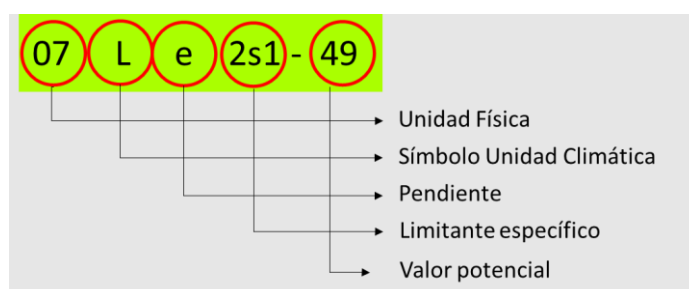 07 L e 2s1 - 49
Unidad Física
Símbolo Unidad Climática
Pendiente
Limitante específico
Valor potencial